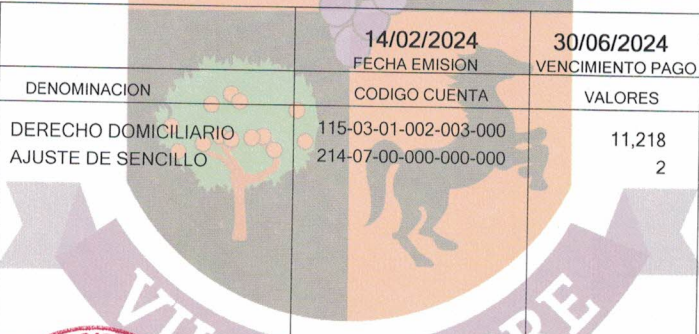 14/02/2024 30/06/2024
FECHA EMISION VENCIMIENTO PAGO
DENOMINACION CODIGO CUENTA VALORES
DERECHO DOMICILIARIO 115-03-01-002-003-000 11,218
AJUSTE DE SENCILLO 214-07-00-000-000-000 2